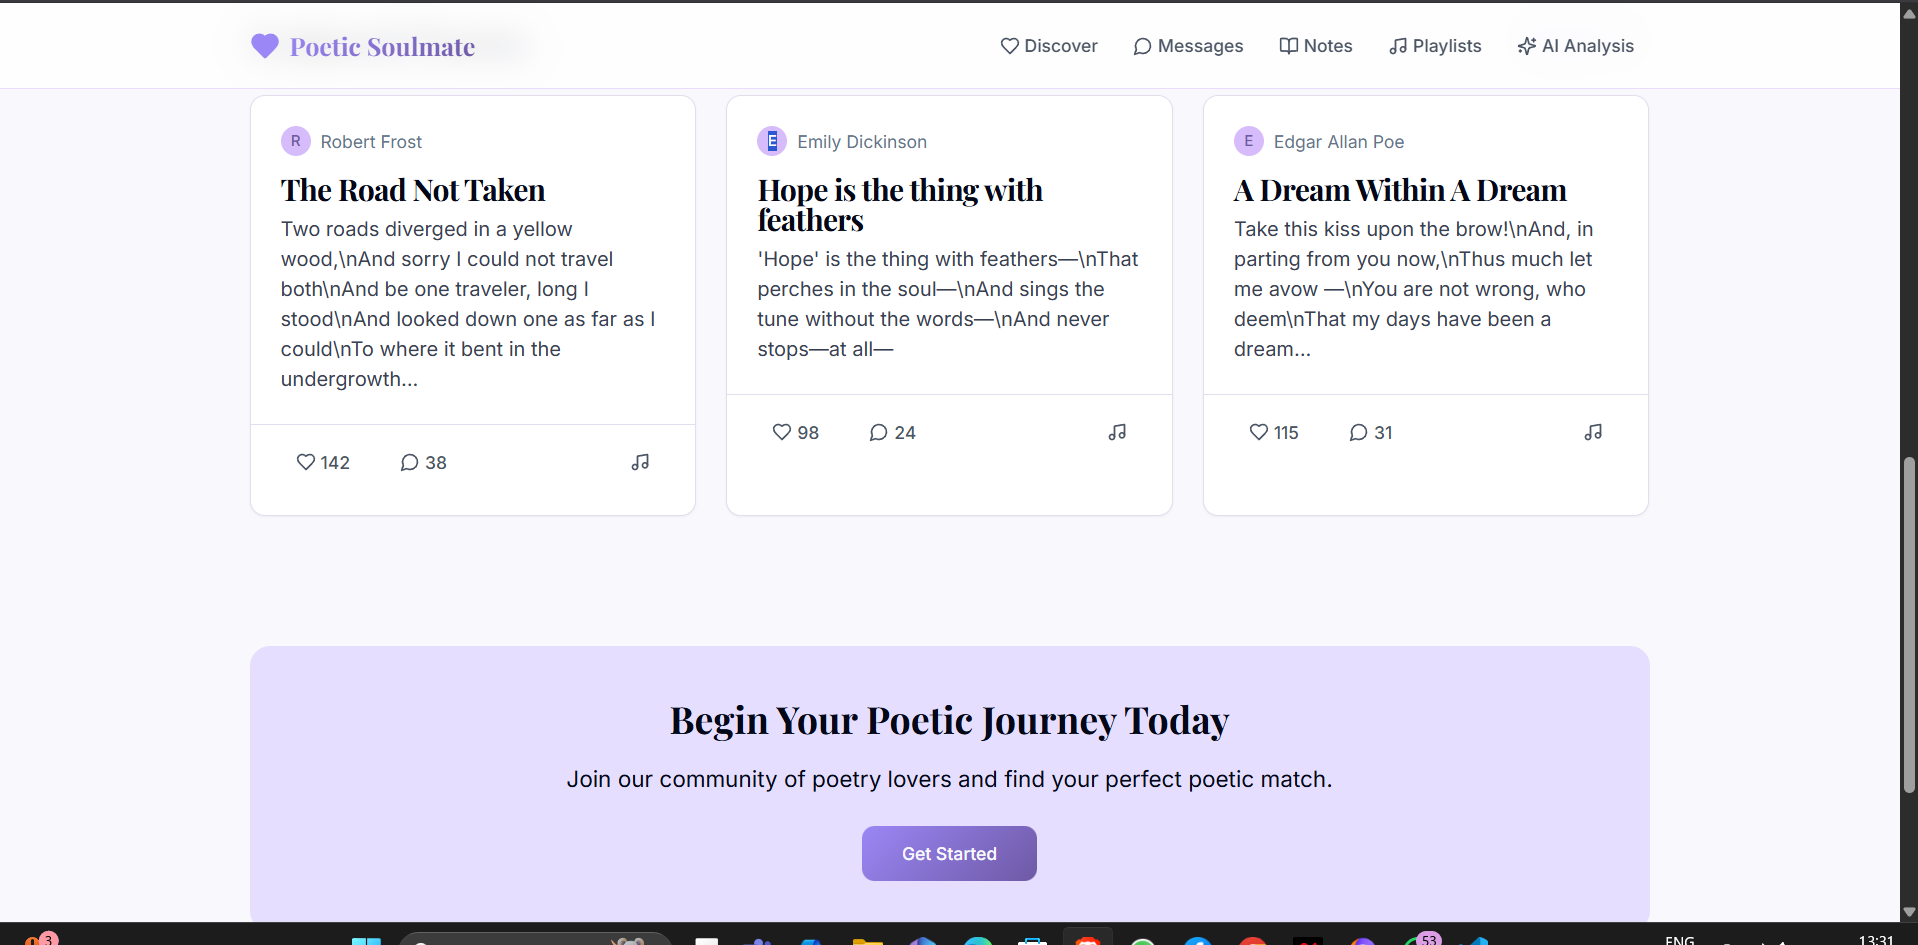 Poetic Soulmate
Discover
Messages
Notes
Playlists
AI Analysis
R
Robert Frost
The Road Not Taken
Two roads diverged in a yellow
wood,\nAnd sorry I could not travel
both\nAnd be one traveler, long I
stood\nAnd looked down one as far as I
could\nTo where it bent in the
undergrowth...
142
38
E
Emily Dickinson
Hope is the thing with
feathers
'Hope' is the thing with feathers—\nThat
perches in the soul—\nAnd sings the
tune without the words—\nAnd never
stops—at all—
98
24
E
Edgar Allan Poe
A Dream Within A Dream
Take this kiss upon the brow!\nAnd, in
parting from you now,\nThus much let
me avow —\nYou are not wrong, who
deem\nThat my days have been a
dream...
115
31
Begin Your Poetic Journey Today
Join our community of poetry lovers and find your perfect poetic match.
Get Started
3
53
ENG
13:31